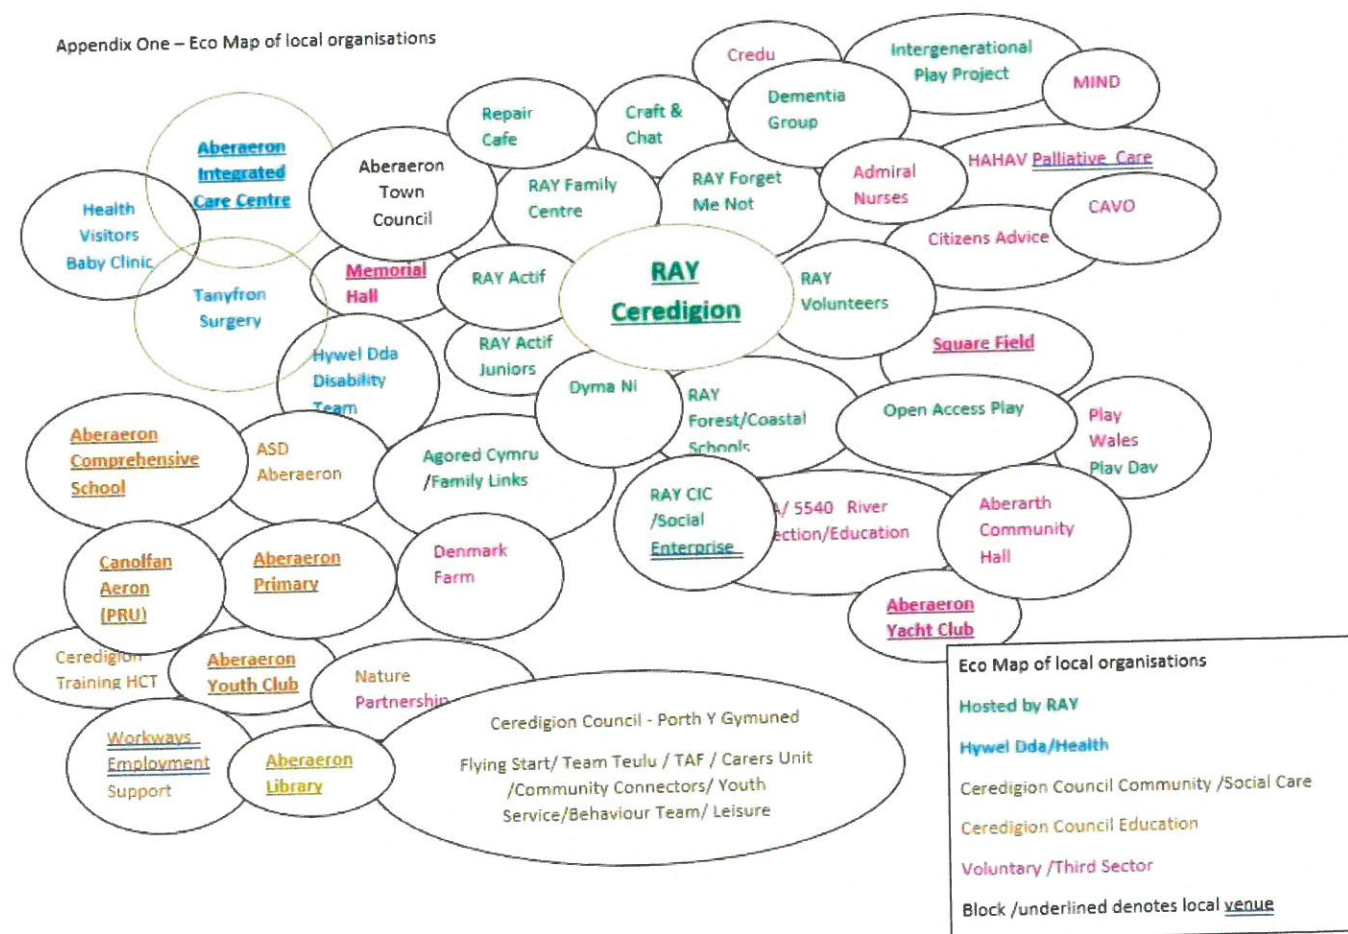 Appendix One – Eco Map of local organisations
Credu
Intergenerational
Play Project
MIND
Repair
Cafe
Craft &
Chat
Dementia
Group
Aberaeron
Integrated
Care Centre
Aberaeron
Town
Council
RAY Family
Centre
RAY Forget
Me Not
Admiral
Nurses
HAHAV Palliative Care
CAVO
Health
Visitors
Baby Clinic
Citizens Advice
Memorial
Hall
RAY Actif
RAY
Ceredigion
RAY
Volunteers
Tanyfron
Surgery
Square Field
Hywel Dda
Disability
Team
RAY Actif
Juniors
Dyma Ni
RAY
Forest/Coastal
Schools
Open Access Play
Play
Wales
Play Day
Aberaeron
Comprehensive
School
ASD
Aberaeron
Agored Cymru
/Family Links
RAY CIC
/Social
Enterprise
/ 5540 River
ection/Education
Aberarth
Community
Hall
Canolfan
Aeron
(PRU)
Aberaeron
Primary
Denmark
Farm
Aberaeron
Yacht Club
Ceredigion
Training HCT
Aberaeron
Youth Club
Nature
Partnership
Workways
Employment
Support
Aberaeron
Library
Ceredigion Council - Porth Y Gymuned
Flying Start/ Team Teulu / TAF / Carers Unit
/Community Connectors/ Youth
Service/Behaviour Team/ Leisure
Eco Map of local organisations
Hosted by RAY
Hywel Dda/Health
Ceredigion Council Community /Social Care
Ceredigion Council Education
Voluntary /Third Sector
Block /underlined denotes local venue